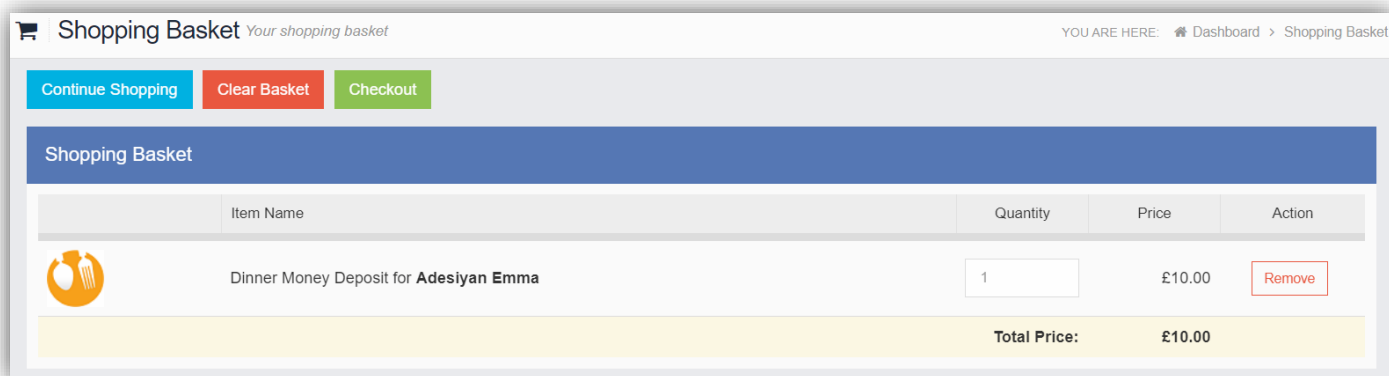 Shopping Basket Your shopping basket
YOU ARE HERE: Dashboard > Shopping Basket
Continue Shopping Clear Basket Checkout
Shopping Basket
Item Name Quantity Price Action
Dinner Money Deposit for Adesiyan Emma 1 £10.00 Remove
Total Price: £10.00